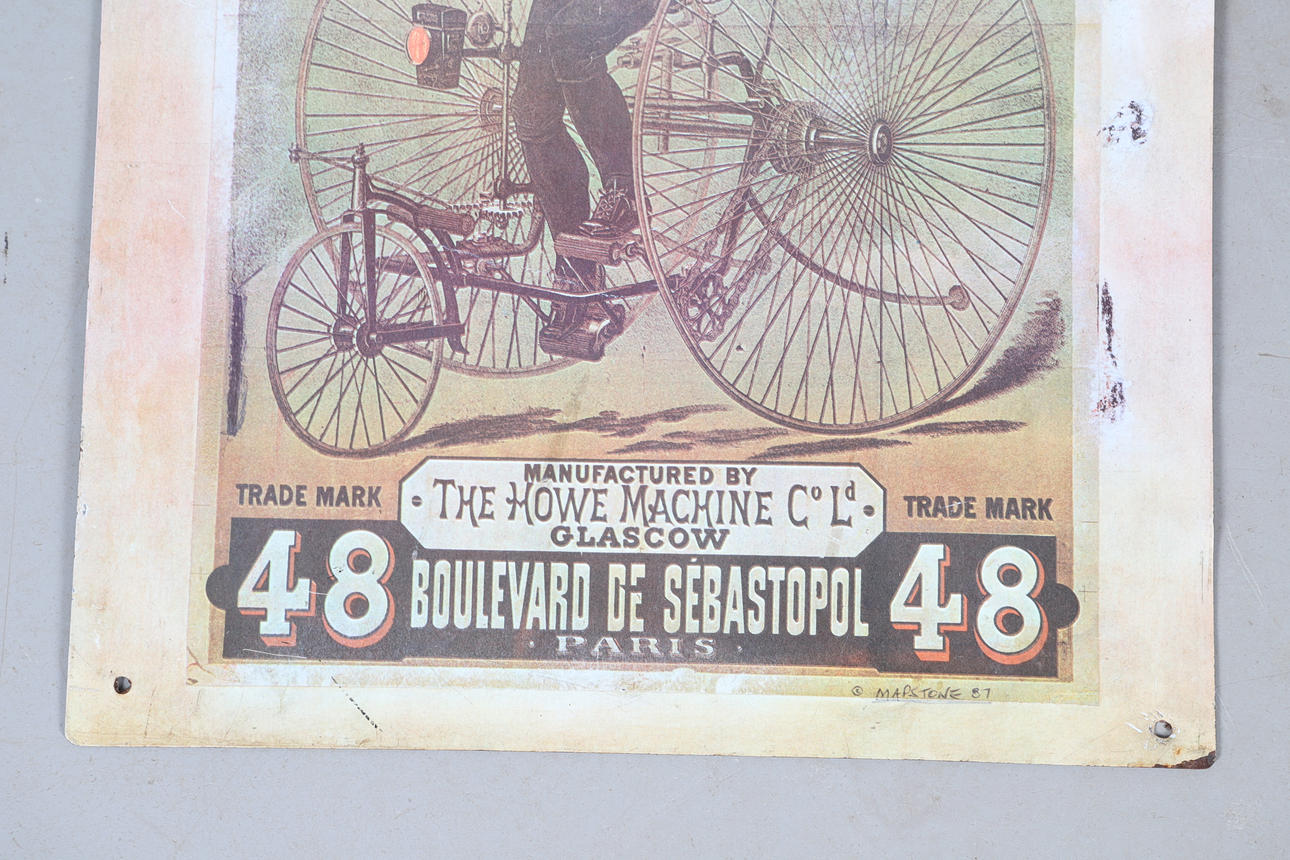 MANUFACTURED BY
THE HOWE MACHINE Cº Lᵈ
GLASCOW
TRADE MARK
TRADE MARK
48
BOULEVARD DE SÉBASTOPOL
48
· PARIS ·
© MAPSTONE 87